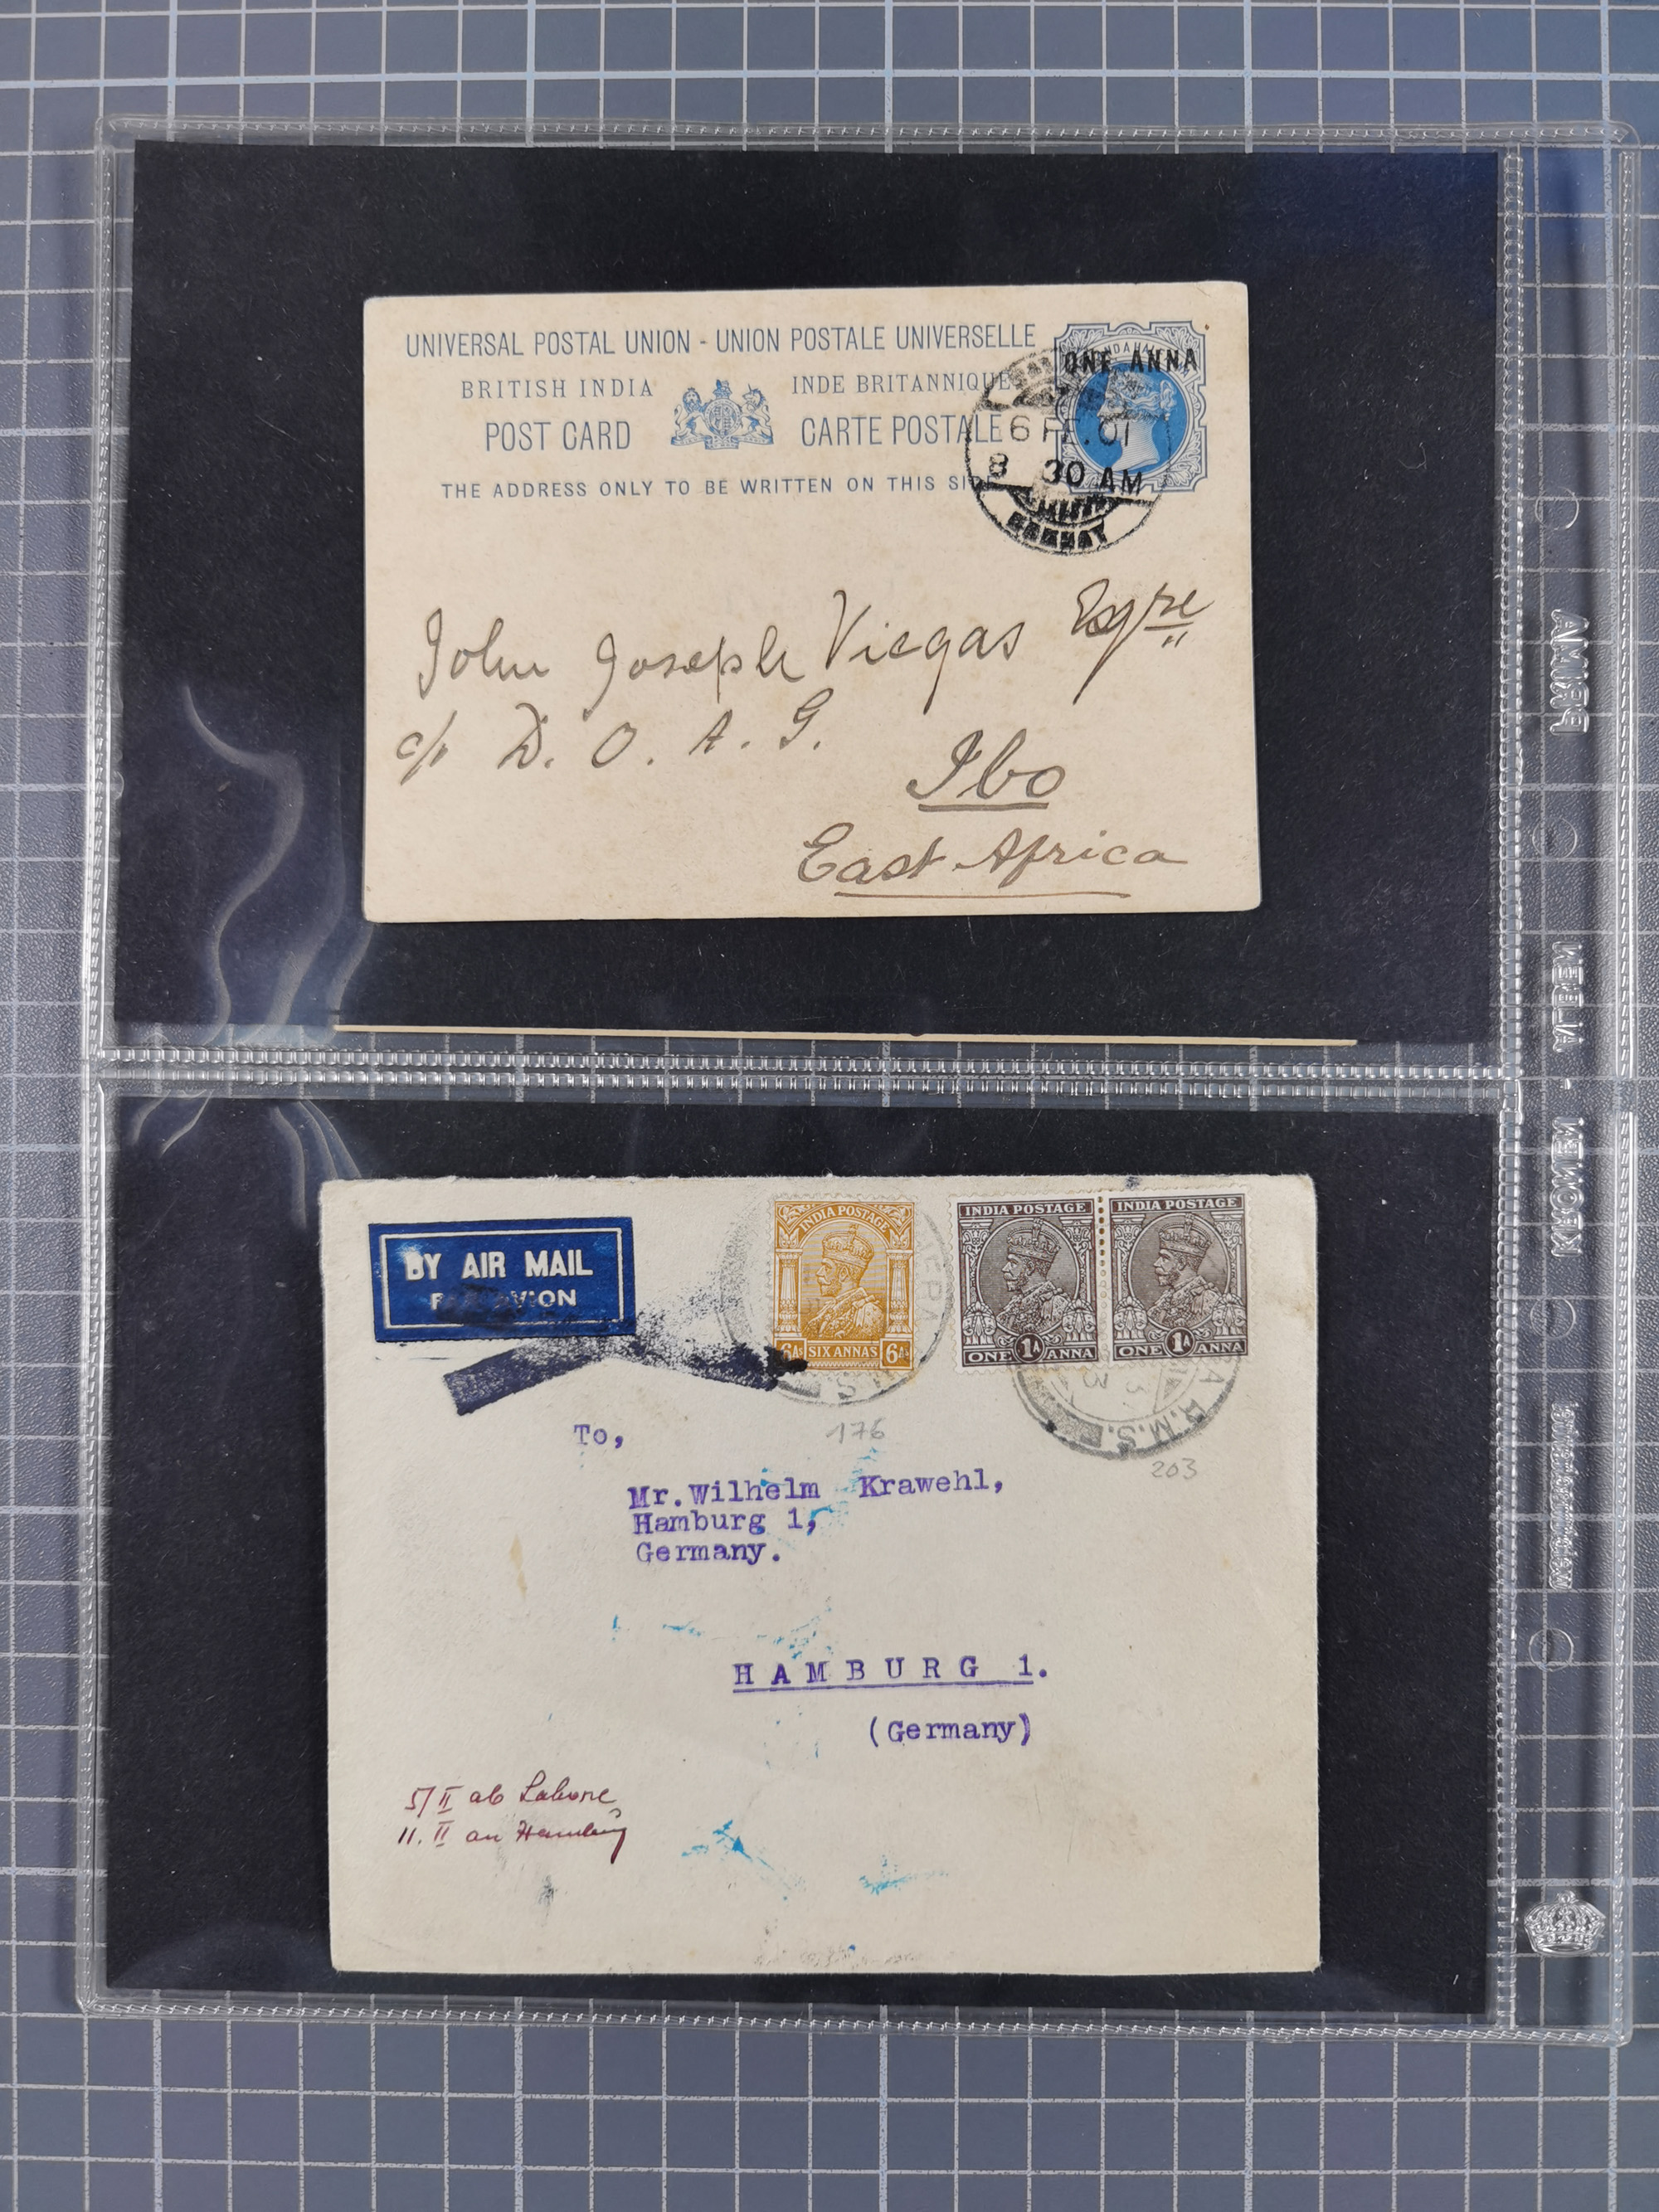 UNIVERSAL POSTAL UNION - UNION POSTALE UNIVERSELLE
BRITISH INDIA INDE BRITANNIQUE
POST CARD CARTE POSTALE
THE ADDRESS ONLY TO BE WRITTEN ON THIS SIDE
ONE ANNA
6 FE. 01
8 30 AM
John Joseph Viegas Esqre
c/o D. O. A. G.
Ibo
East Africa
BY AIR MAIL
INDIA POSTAGE
6As SIX ANNAS 6As
INDIA POSTAGE
ONE 1A ANNA
INDIA POSTAGE
ONE 1A ANNA
R.M.S.
176
203
To,
Mr.Wilhelm Krawehl,
Hamburg 1,
Germany.
HAMBURG 1.
(Germany)
5/II ab Lahore
11. II an Hamburg
PRIMA
KRONEN - VERLEN